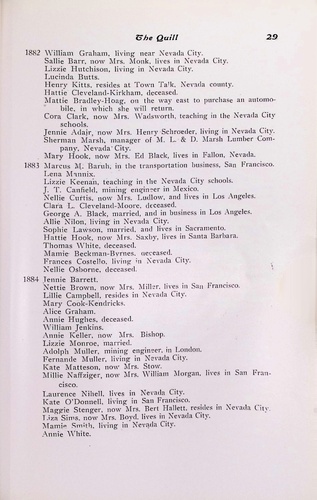 The Quill 29
1882 William Graham, living near Nevada City.
Sallie Barr, now Mrs. Monk, lives in Nevada City.
Lizzie Hutchison, living in Nevada City.
Lucinda Butts.
Henry Kitts, resides at Town Talk, Nevada county.
Hattie Cleveland-Kirkham, deceased.
Mattie Bradley-Hoag, on the way east to purchase an automo-
bile, in which she will return.
Cora Clark, now Mrs. Wadsworth, teaching in the Nevada City
schools.
Jennie Adair, now Mrs. Henry Schroeder, living in Nevada City.
Sherman Marsh, manager of M. L. & D. Marsh Lumber Com-
pany, Nevada City.
Mary Hook, now Mrs. Ed Black, lives in Fallon, Nevada.
1883 Marcus M. Baruh, in the transportation business, San Francisco.
Lena Mannix.
Lizzie Keenan, teaching in the Nevada City schools.
J. T. Canfield, mining engineer in Mexico.
Nellie Curtis, now Mrs. Ludlow, and lives in Los Angeles.
Clara L. Cleveland-Moore, deceased.
George A. Black, married, and in business in Los Angeles.
Allie Nilon, living in Nevada City.
Sophie Lawson, married, and lives in Sacramento.
Hattie Hook, now Mrs. Saxby, lives in Santa Barbara.
Thomas White, deceased.
Mamie Beckman-Byrnes, deceased.
Frances Costello, living in Nevada City.
Nellie Osborne, deceased.
1884 Jennie Barrett.
Nettie Brown, now Mrs. Miller, lives in San Francisco.
Lillie Campbell, resides in Nevada City.
Mary Cook-Kendricks.
Alice Graham.
Annie Hughes, deceased.
William Jenkins.
Annie Keller, now Mrs. Bishop.
Lizzie Monroe, married.
Adolph Muller, mining engineer, in London.
Fernande Muller, living in Nevada City.
Kate Matteson, now Mrs. Stow.
Millie Naffziger, now Mrs. William Morgan, lives in San Fran-
cisco.
Laurence Nihell, lives in Nevada City.
Kate O'Donnell, living in San Francisco.
Maggie Stenger, now Mrs. Bert Hallett, resides in Nevada City.
Liza Sims, now Mrs. Boyd, lives in Nevada City.
Mamie Smith, living in Nevada City.
Annie White.